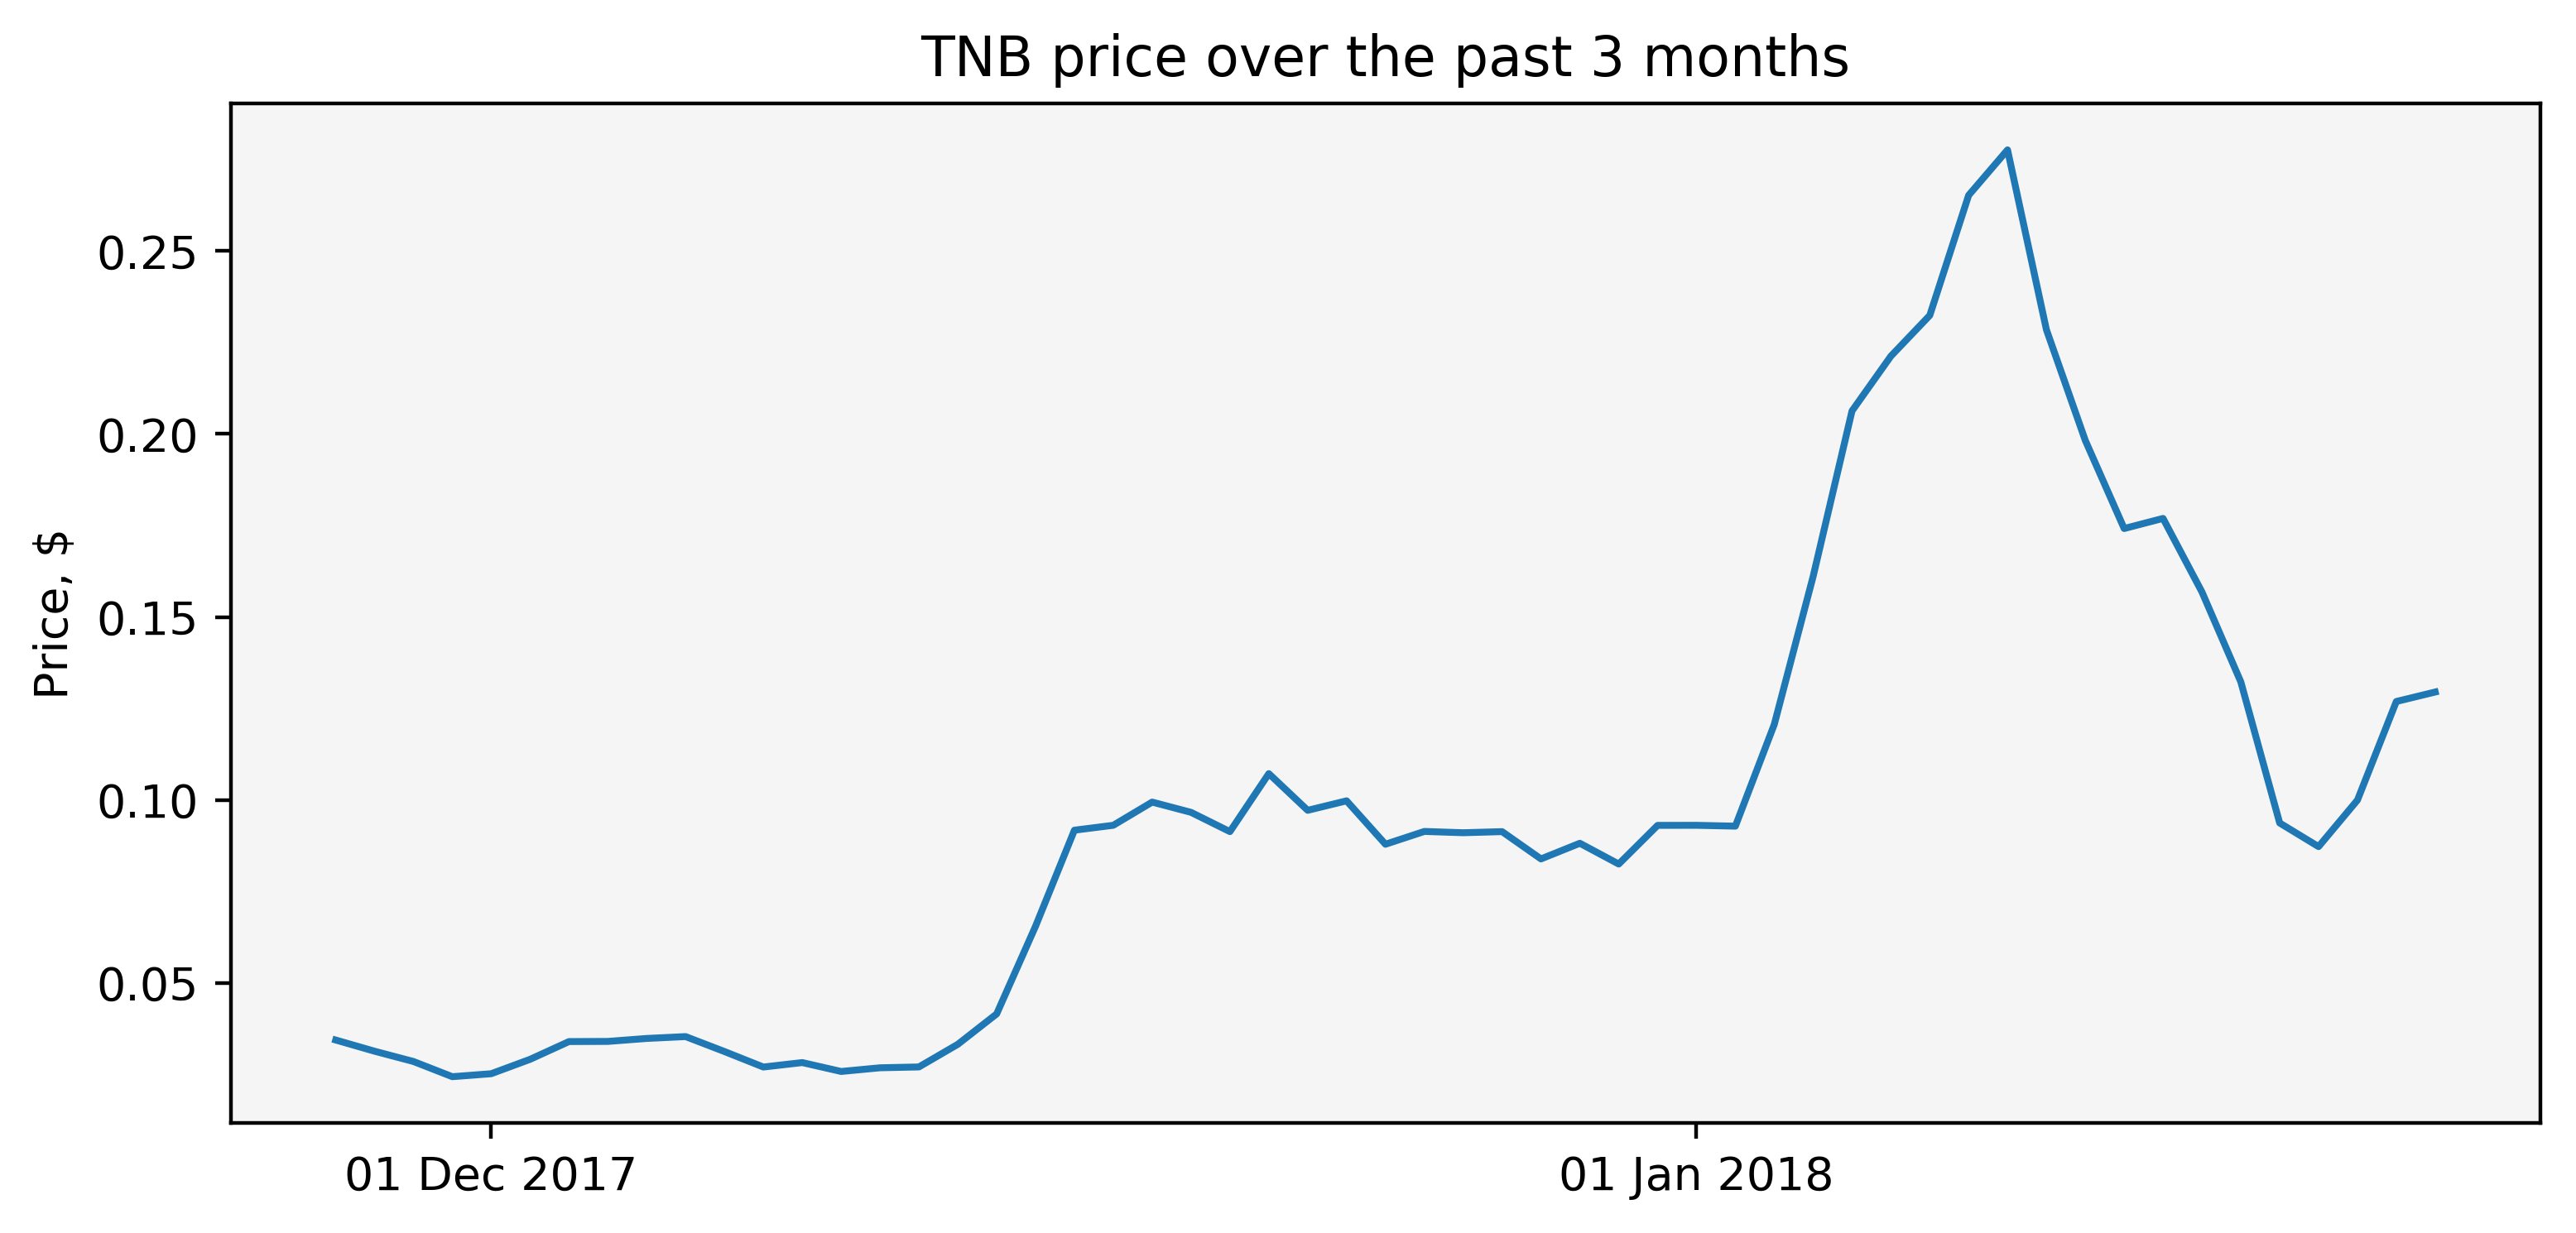 TNB price over the past 3 months
Price, $
0.25
0.20
0.15
0.10
0.05
01 Dec 2017
01 Jan 2018